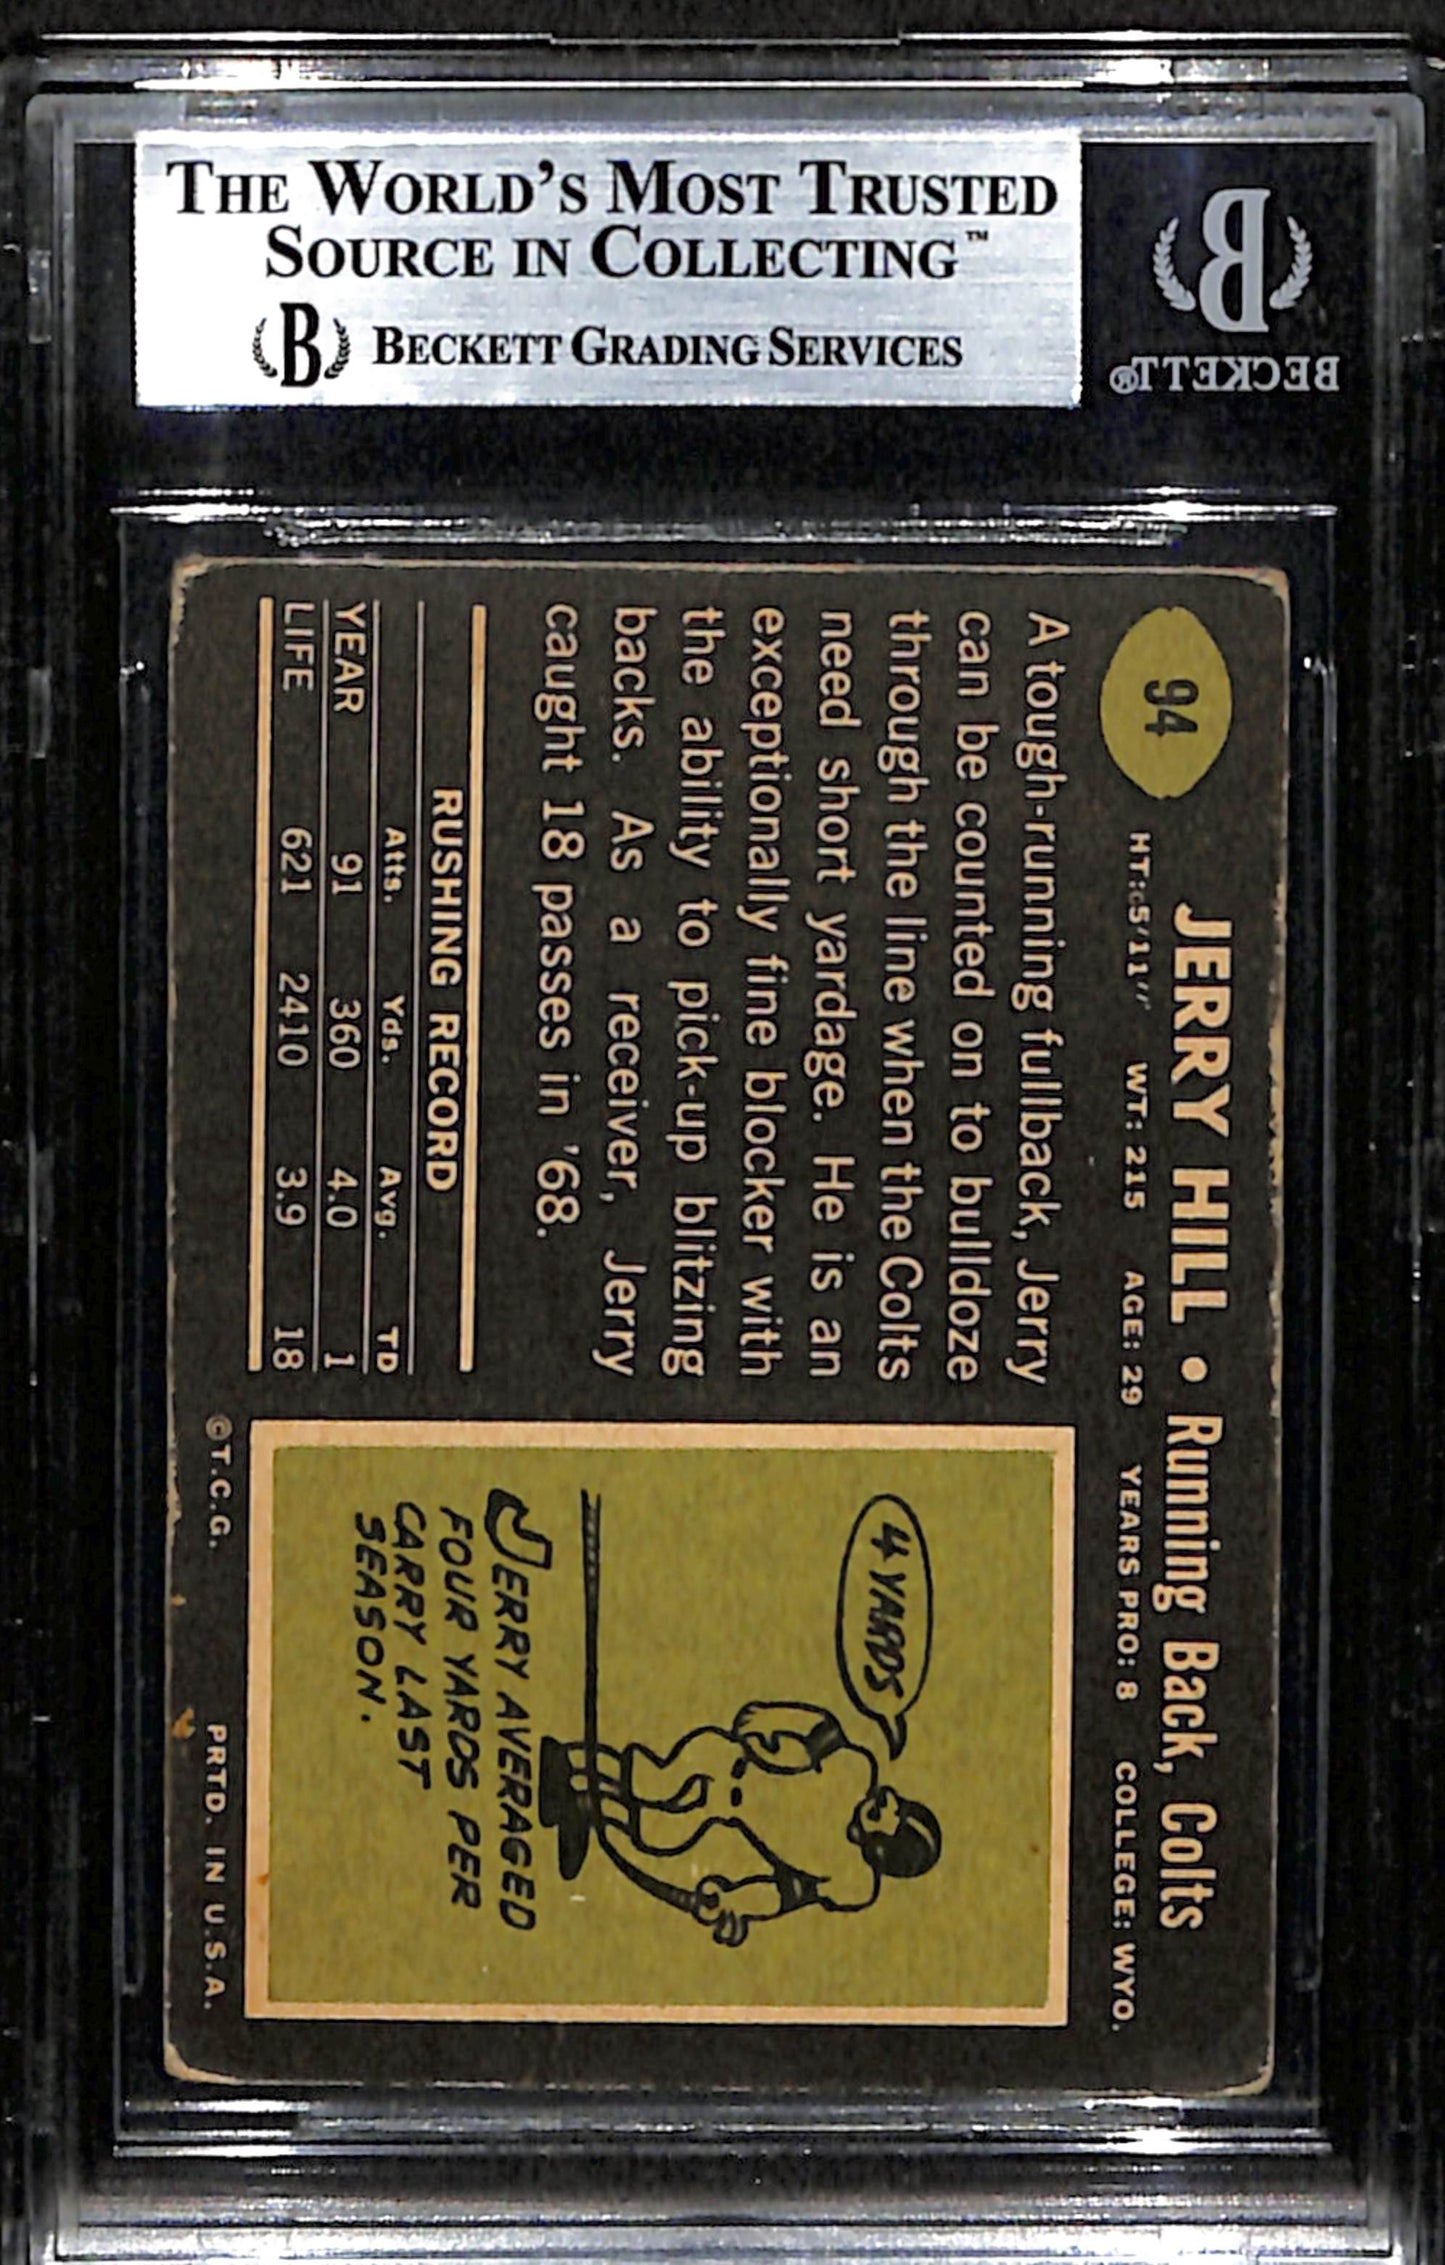 THE WORLD'S MOST TRUSTED
SOURCE IN COLLECTING™
B BECKETT GRADING SERVICES
B
BECKETT®
94
JERRY HILL • Running Back, Colts
HT: 5'11" WT: 215 AGE: 29 YEARS PRO: 8 COLLEGE: WYO.
A tough-running fullback, Jerry
can be counted on to bulldoze
through the line when the Colts
need short yardage. He is an
exceptionally fine blocker with
the ability to pick-up blitzing
backs. As a receiver, Jerry
caught 18 passes in '68.
RUSHING RECORD
Atts. Yds. Avg. TD
YEAR 91 360 4.0 1
LIFE 621 2410 3.9 18
4 YARDS
JERRY AVERAGED
FOUR YARDS PER
CARRY LAST
SEASON.
©T.C.G. PRTD. IN U.S.A.